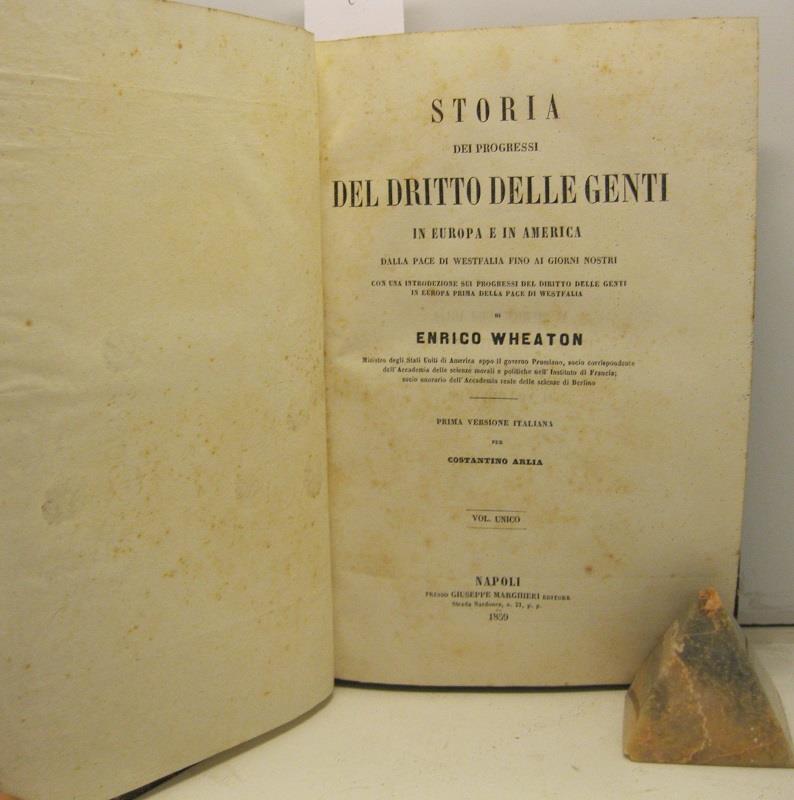 STORIA
DEI PROGRESSI
DEL DRITTO DELLE GENTI
IN EUROPA E IN AMERICA
DALLA PACE DI WESTFALIA FINO AI GIORNI NOSTRI
CON UNA INTRODUZIONE SUI PROGRESSI DEL DIRITTO DELLE GENTI
IN EUROPA PRIMA DELLA PACE DI WESTFALIA
DI
ENRICO WHEATON
Ministro degli Stati Uniti di America appo il governo Prussiano, socio corrispondente
dell'Accademia delle scienze morali e politiche nell'Instituto di Francia;
socio onorario dell'Accademia reale delle scienze di Berlino
PRIMA VERSIONE ITALIANA
PER
COSTANTINO ARLIA
VOL. UNICO
NAPOLI
PRESSO GIUSEPPE MARGHIERI EDITORE
Strada Nardones, n. 21, p. p.
1859